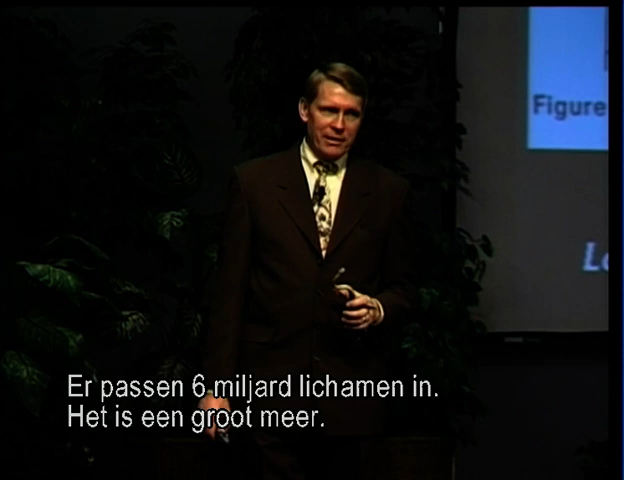 Figure
Er passen 6 miljard lichamen in.
Het is een groot meer.